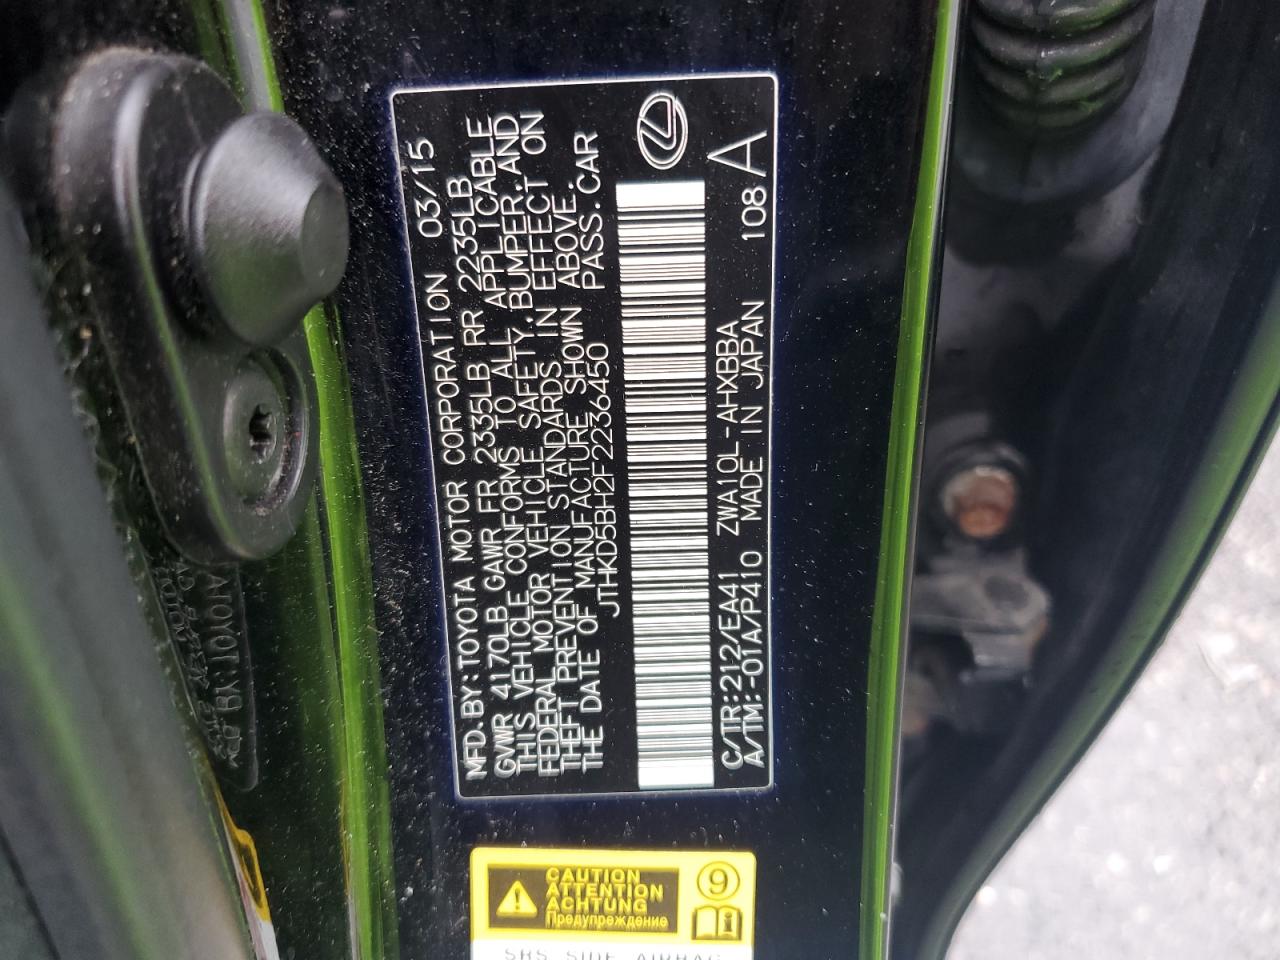 MFD.BY:TOYOTA MOTOR CORPORATION 03/15
GVWR 4170LB GAWR FR 2335LB RR 2235LB
THIS VEHICLE CONFORMS TO ALL APPLICABLE
FEDERAL MOTOR VEHICLE SAFETY,BUMPER,AND
THEFT PREVENTION STANDARDS IN EFFECT ON
THE DATE OF MANUFACTURE SHOWN ABOVE.
JTHKD5BH2F2236450 PASS.CAR
C/TR:212/EA41 ZWA10L-AHXBBA
A/TM:-01A/P410 MADE IN JAPAN 108
A
CAUTION
ATTENTION
ACHTUNG
Предупреждение
9
SRS SIDE AIRBAG